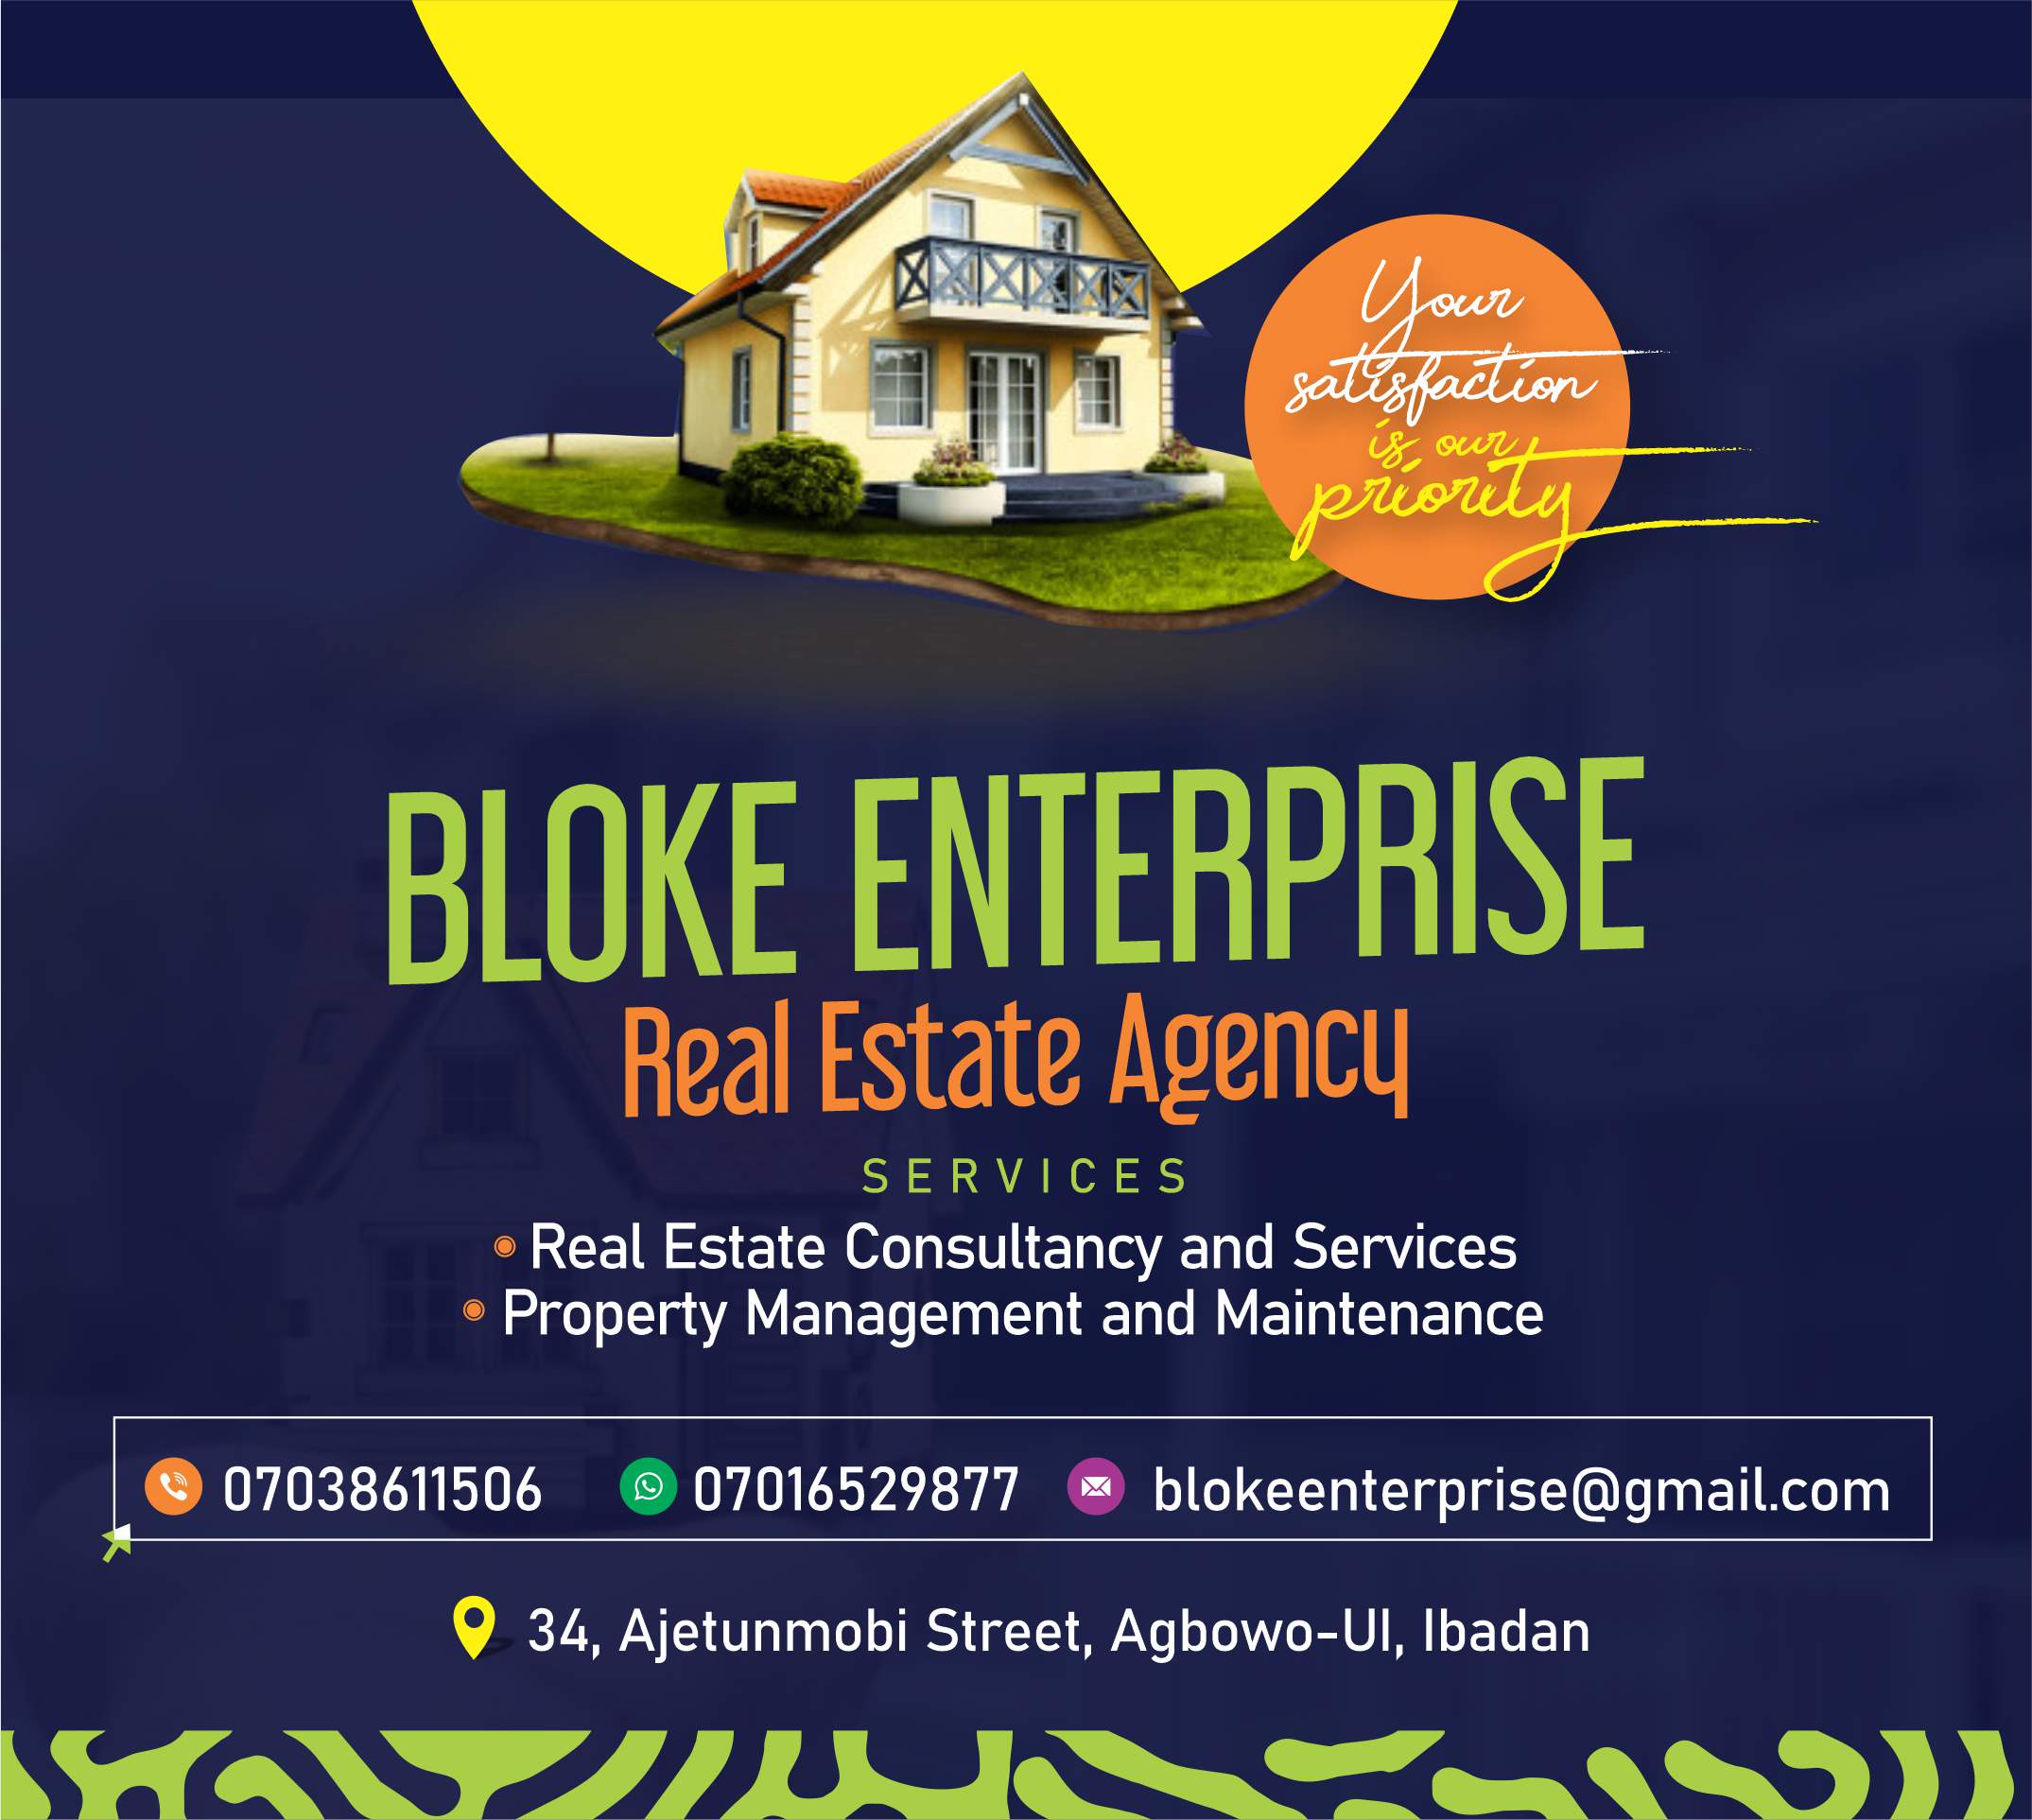 Your
satisfaction
is our
priority
BLOKE ENTERPRISE
Real Estate Agency
SERVICES
Real Estate Consultancy and Services
Property Management and Maintenance
07038611506 07016529877 blokeenterprise@gmail.com
34, Ajetunmobi Street, Agbowo-UI, Ibadan